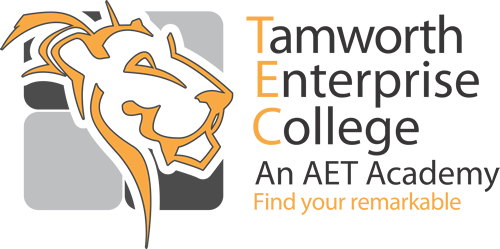 Tamworth
Enterprise
College
An AET Academy
Find your remarkable